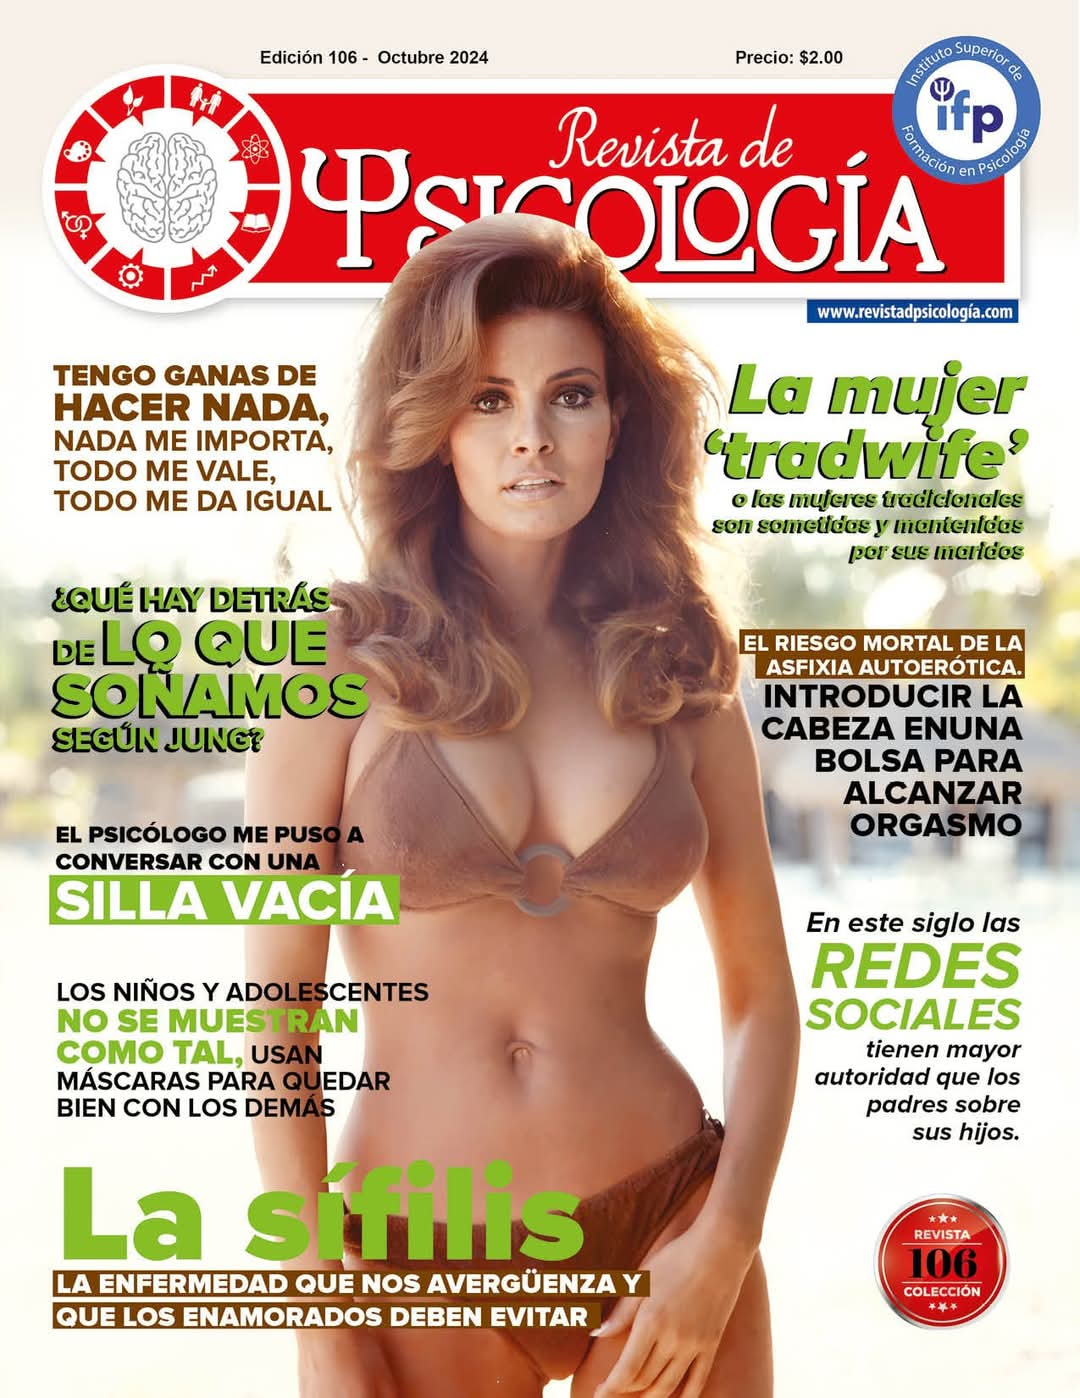 Edición 106 - Octubre 2024
Precio: $2.00
Instituto Superior de
ifp
Formación en Psicología
Revista de
PSICOLOGÍA
www.revistadpsicología.com
TENGO GANAS DE
HACER NADA,
NADA ME IMPORTA,
TODO ME VALE,
TODO ME DA IGUAL
La mujer
‘tradwife’
o las mujeres tradicionales
son sometidas y mantenidas
por sus maridos
¿QUÉ HAY DETRÁS
DE LO QUE
SOÑAMOS
SEGÚN JUNG?
EL RIESGO MORTAL DE LA
ASFIXIA AUTOERÓTICA.
INTRODUCIR LA
CABEZA ENUNA
BOLSA PARA
ALCANZAR
ORGASMO
EL PSICÓLOGO ME PUSO A
CONVERSAR CON UNA
SILLA VACÍA
En este siglo las
REDES
SOCIALES
tienen mayor
autoridad que los
padres sobre
sus hijos.
LOS NIÑOS Y ADOLESCENTES
NO SE MUESTRAN
COMO TAL, USAN
MÁSCARAS PARA QUEDAR
BIEN CON LOS DEMÁS
La sífilis
LA ENFERMEDAD QUE NOS AVERGÜENZA Y
QUE LOS ENAMORADOS DEBEN EVITAR
REVISTA
106
COLECCIÓN